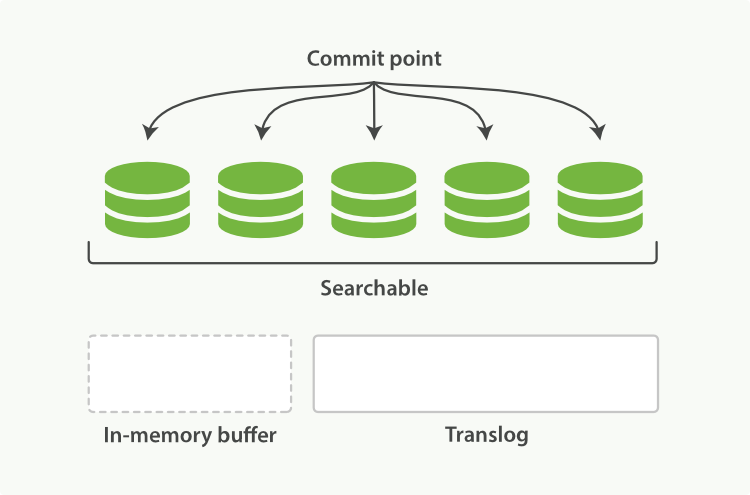 Commit point
Searchable
In-memory buffer
Translog